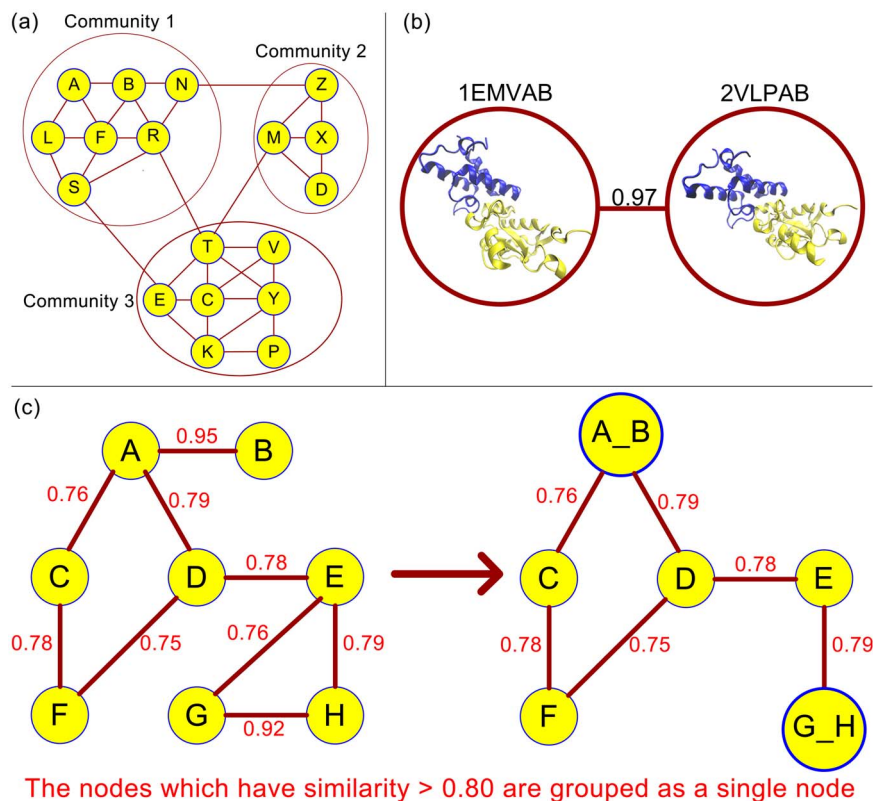 (a)
Community 1
Community 2
A B N Z
L F R M X
S D
T V
Community 3 E C Y
K P
(b)
1EMVAB 2VLPAB
0.97
(c)
A 0.95 B
0.76 0.79
C D 0.78 E
0.78 0.75 0.76 0.79
F G 0.92 H
A_B
0.76 0.79
C D 0.78 E
0.78 0.75 0.79
F G_H
The nodes which have similarity > 0.80 are grouped as a single node